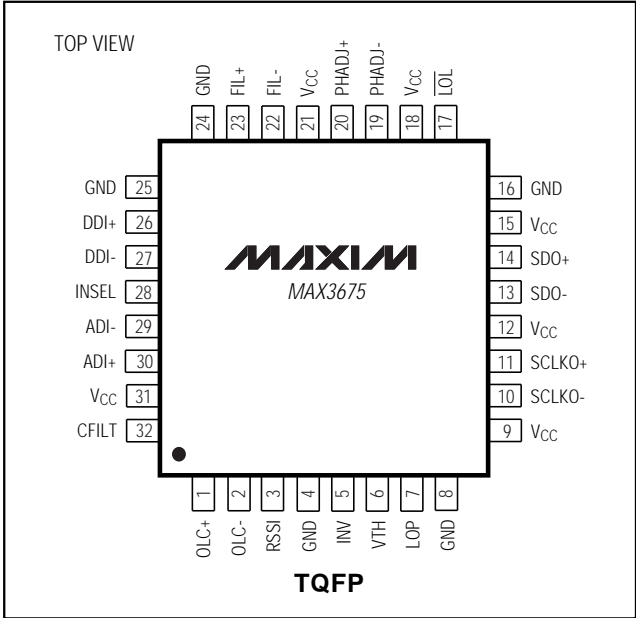 TOP VIEW
GND
FIL+
FIL-
VCC
PHADJ+
PHADJ-
VCC
LOL
24
23
22
21
20
19
18
17
GND 25
DDI+ 26
DDI- 27
INSEL 28
ADI- 29
ADI+ 30
VCC 31
CFILT 32
MAXIM
MAX3675
16 GND
15 VCC
14 SDO+
13 SDO-
12 VCC
11 SCLKO+
10 SCLKO-
9 VCC
1
2
3
4
5
6
7
8
OLC+
OLC-
RSSI
GND
INV
VTH
LOP
GND
TQFP